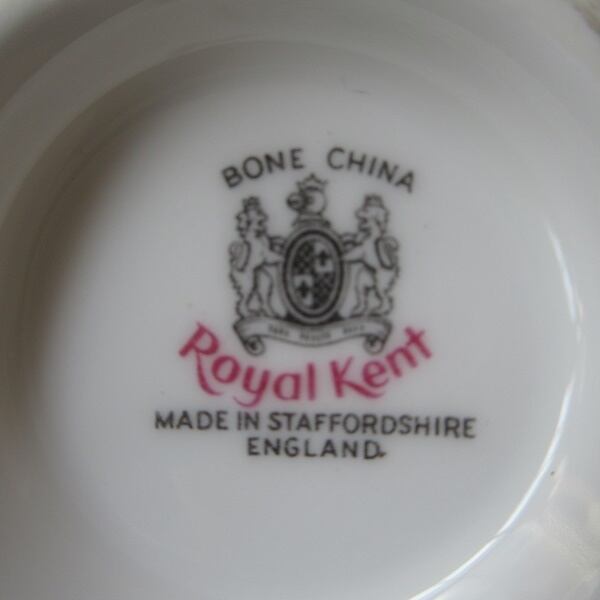 BONE CHINA
Royal Kent
MADE IN STAFFORDSHIRE
ENGLAND